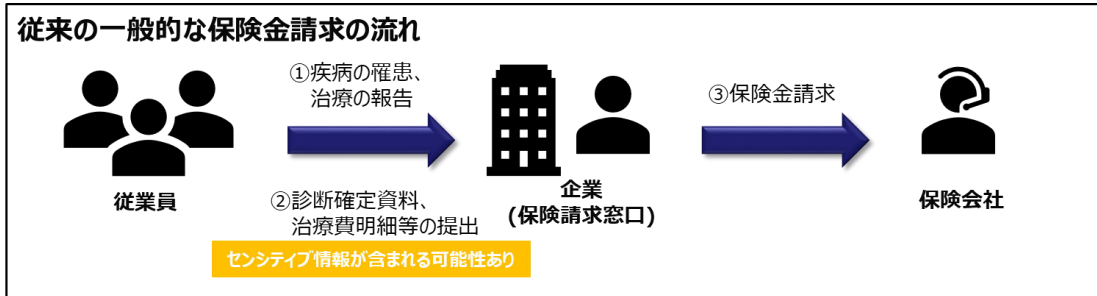 従来の一般的な保険金請求の流れ
①疾病の罹患、
治療の報告
③保険金請求
従業員
②診断確定資料、
治療費明細等の提出
センシティブ情報が含まれる可能性あり
企業
(保険請求窓口)
保険会社